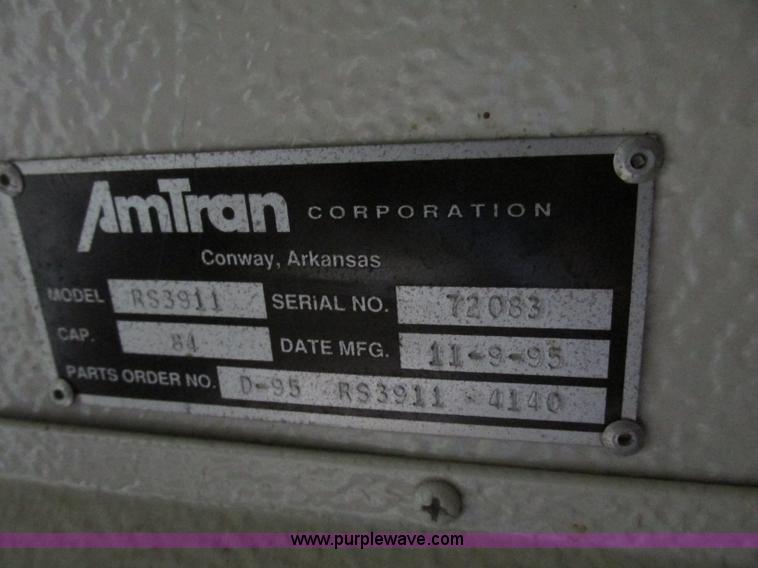 AmTran CORPORATION
Conway, Arkansas
MODEL RS3911 SERIAL NO. 72083
CAP. 84 DATE MFG. 11-9-95
PARTS ORDER NO. D-95 RS3911 4140
www.purplewave.com